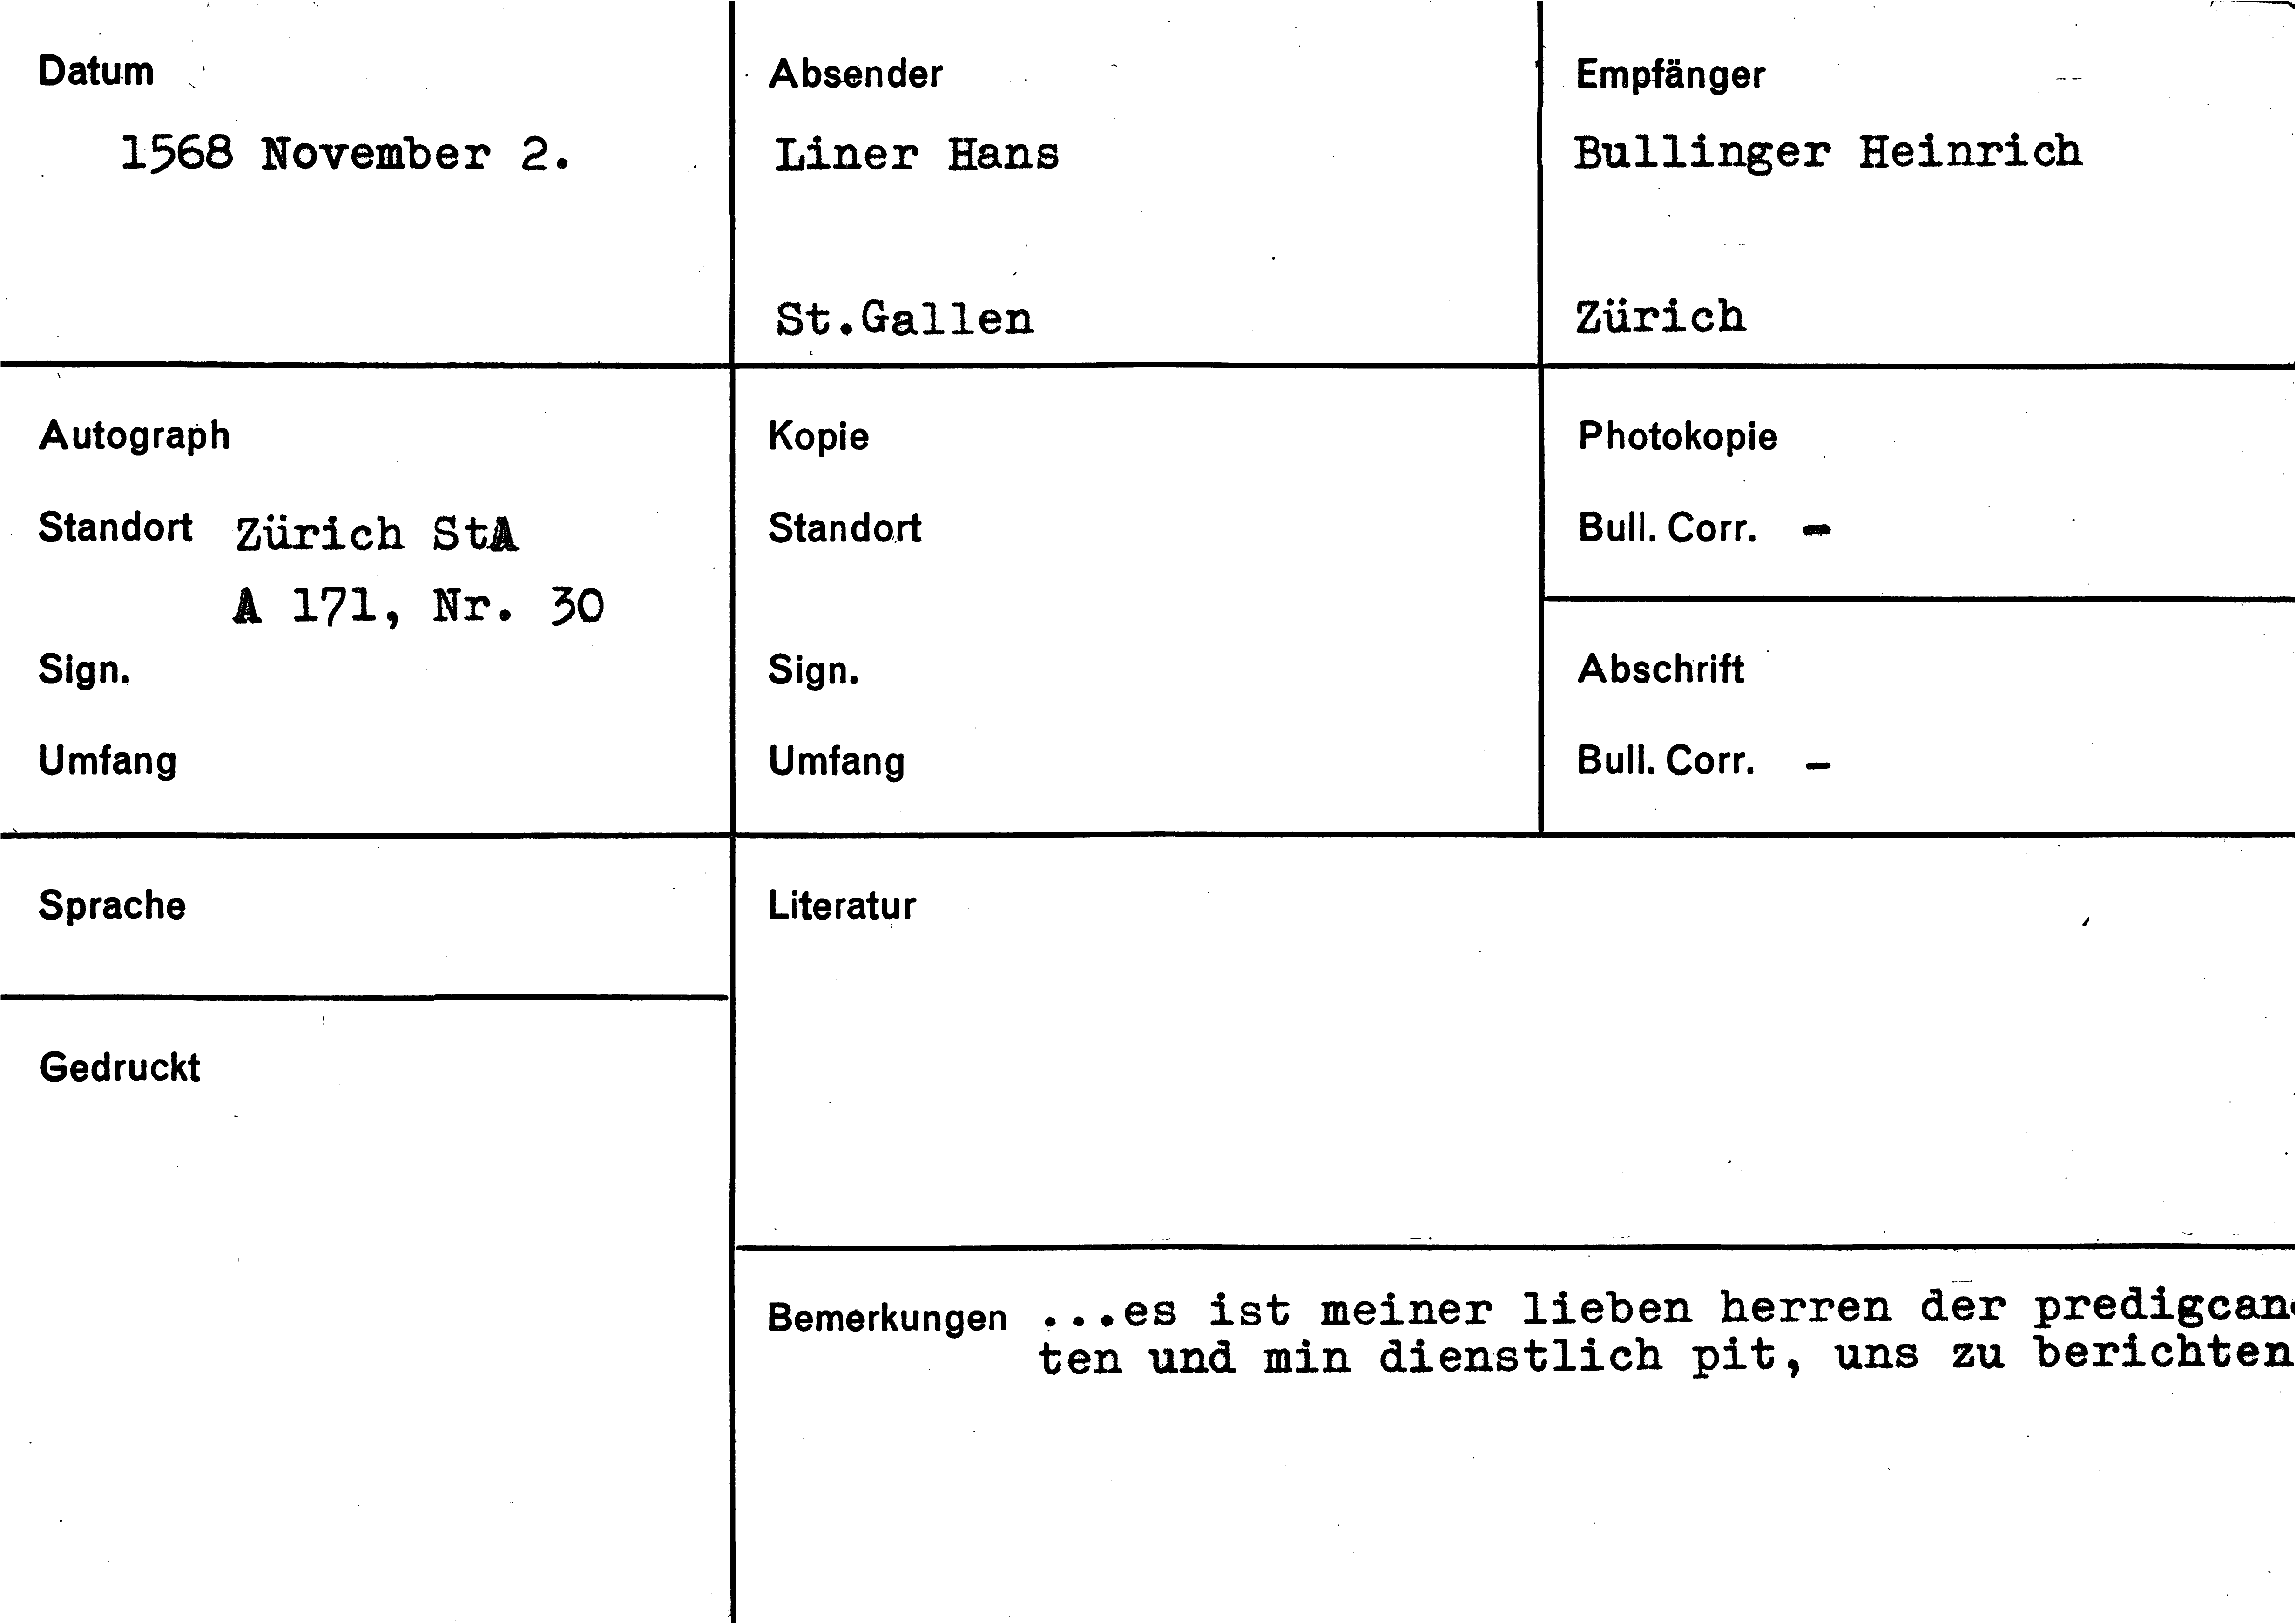 Datum
1568 November 2.
Absender
Liner Hans
St.Gallen
Empfänger
Bullinger Heinrich
Zürich
Autograph
Standort Zürich StA
A 171, Nr. 30
Sign.
Umfang
Kopie
Standort
Sign.
Umfang
Photokopie
Bull. Corr. -
Abschrift
Bull. Corr. -
Sprache
Gedruckt
Literatur
Bemerkungen ...es ist meiner lieben herren der
ten und min dienstlich pit, uns zu berichten